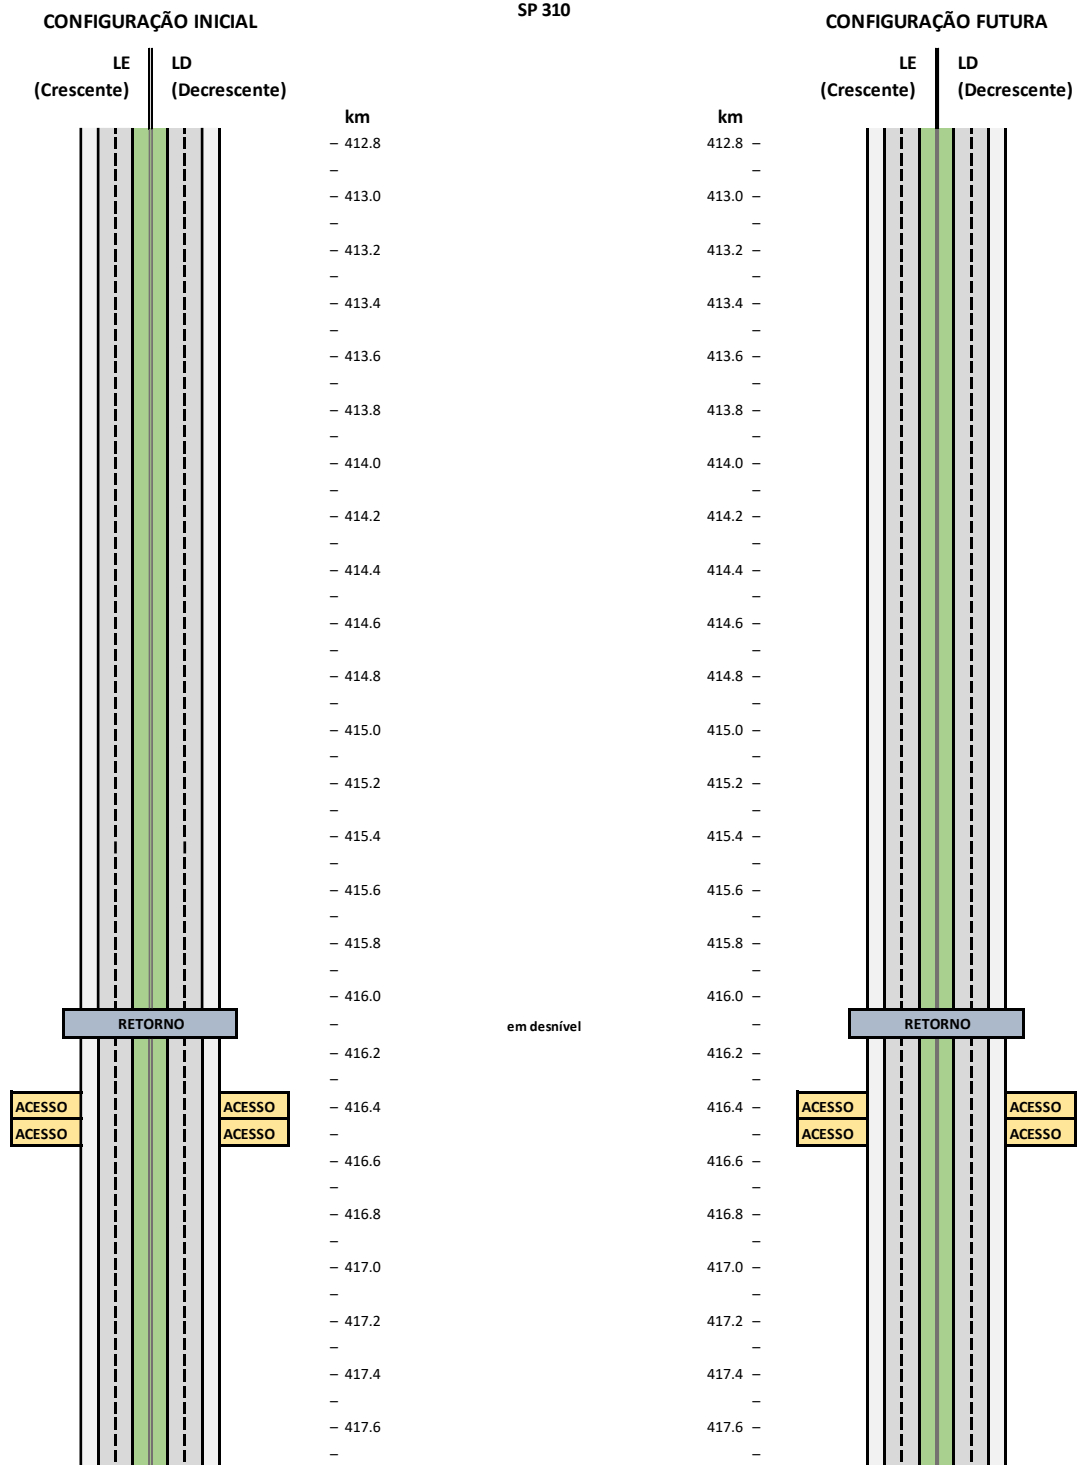 SP 310
CONFIGURAÇÃO INICIAL CONFIGURAÇÃO FUTURA
LE LD LE LD
(Crescente) (Decrescente) (Crescente) (Decrescente)
km km
– 412.8 412.8 –
– –
– 413.0 413.0 –
– –
– 413.2 413.2 –
– –
– 413.4 413.4 –
– –
– 413.6 413.6 –
– –
– 413.8 413.8 –
– –
– 414.0 414.0 –
– –
– 414.2 414.2 –
– –
– 414.4 414.4 –
– –
– 414.6 414.6 –
– –
– 414.8 414.8 –
– –
– 415.0 415.0 –
– –
– 415.2 415.2 –
– –
– 415.4 415.4 –
– –
– 415.6 415.6 –
– –
– 415.8 415.8 –
– –
– 416.0 416.0 –
RETORNO – em desnível – RETORNO
– 416.2 416.2 –
– –
ACESSO ACESSO – 416.4 416.4 – ACESSO ACESSO
ACESSO ACESSO – – ACESSO ACESSO
– 416.6 416.6 –
– –
– 416.8 416.8 –
– –
– 417.0 417.0 –
– –
– 417.2 417.2 –
– –
– 417.4 417.4 –
– –
– 417.6 417.6 –
– –